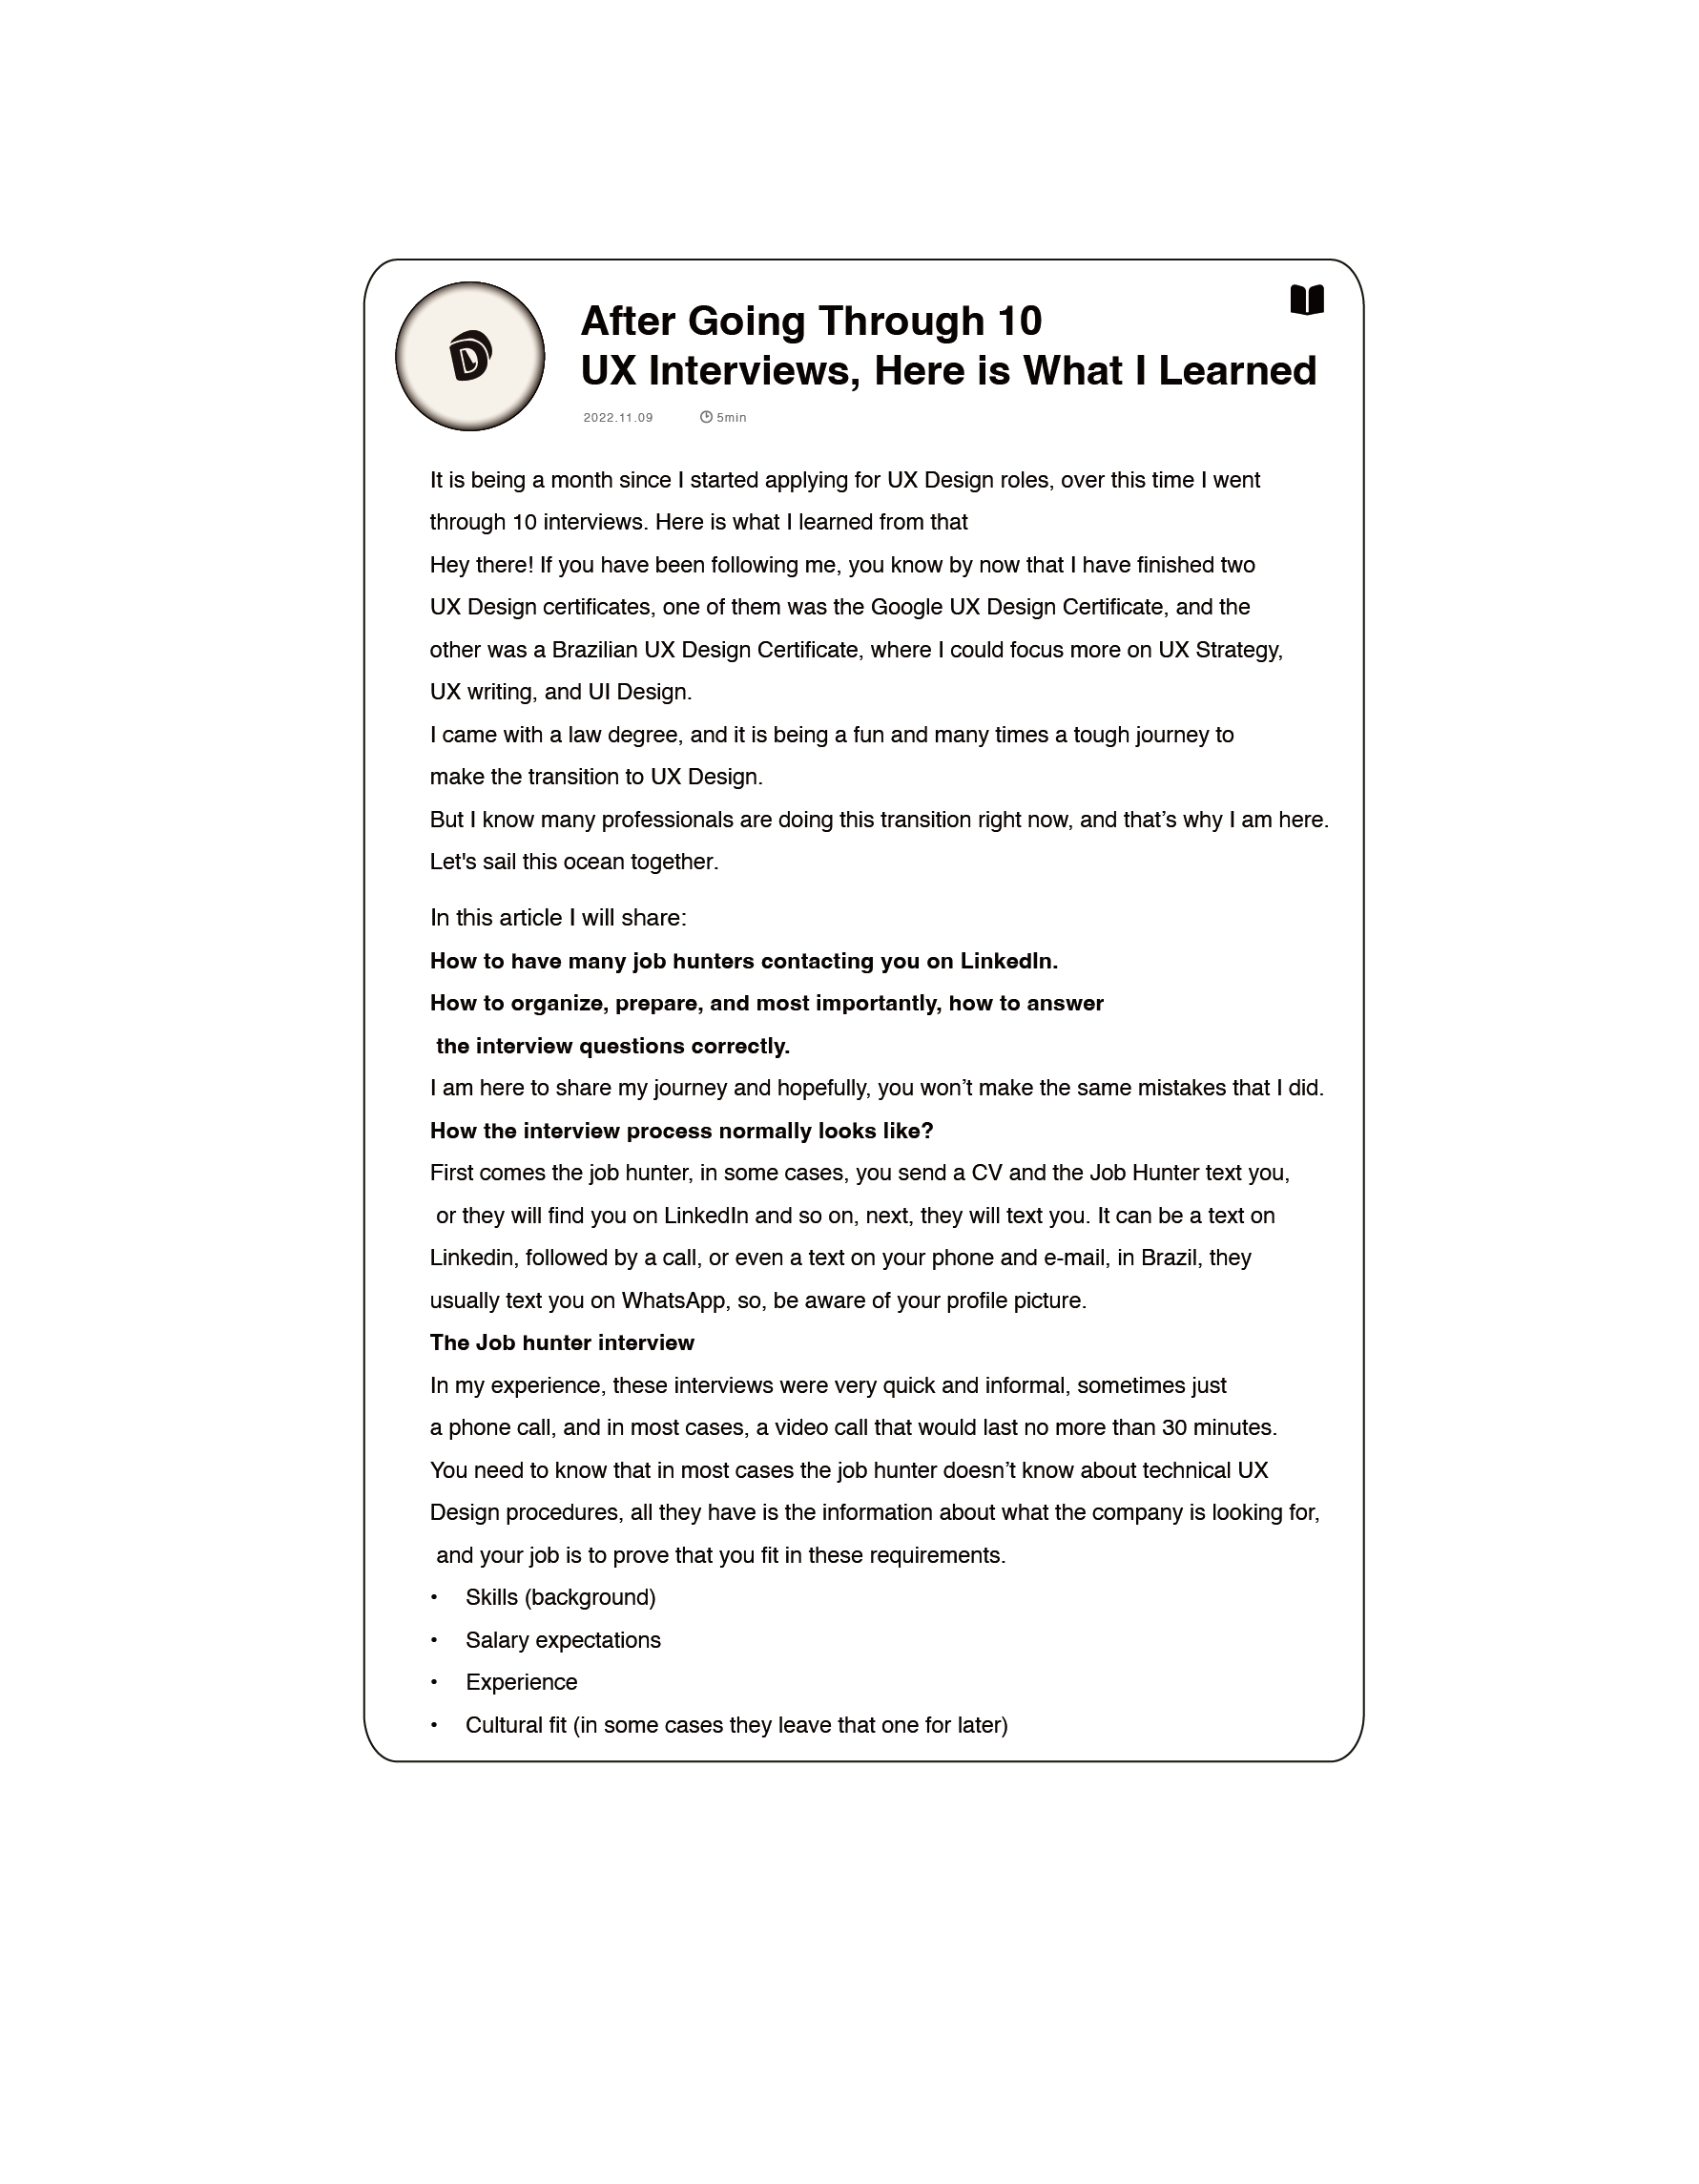 After Going Through 10
UX Interviews, Here is What I Learned
2022.11.09 5min
D
It is being a month since I started applying for UX Design roles, over this time I went
through 10 interviews. Here is what I learned from that
Hey there! If you have been following me, you know by now that I have finished two
UX Design certificates, one of them was the Google UX Design Certificate, and the
other was a Brazilian UX Design Certificate, where I could focus more on UX Strategy,
UX writing, and UI Design.
I came with a law degree, and it is being a fun and many times a tough journey to
make the transition to UX Design.
But I know many professionals are doing this transition right now, and that’s why I am here.
Let's sail this ocean together.
In this article I will share:
How to have many job hunters contacting you on LinkedIn.
How to organize, prepare, and most importantly, how to answer
the interview questions correctly.
I am here to share my journey and hopefully, you won’t make the same mistakes that I did.
How the interview process normally looks like?
First comes the job hunter, in some cases, you send a CV and the Job Hunter text you,
or they will find you on LinkedIn and so on, next, they will text you. It can be a text on
Linkedin, followed by a call, or even a text on your phone and e-mail, in Brazil, they
usually text you on WhatsApp, so, be aware of your profile picture.
The Job hunter interview
In my experience, these interviews were very quick and informal, sometimes just
a phone call, and in most cases, a video call that would last no more than 30 minutes.
You need to know that in most cases the job hunter doesn’t know about technical UX
Design procedures, all they have is the information about what the company is looking for,
and your job is to prove that you fit in these requirements.
• Skills (background)
• Salary expectations
• Experience
• Cultural fit (in some cases they leave that one for later)